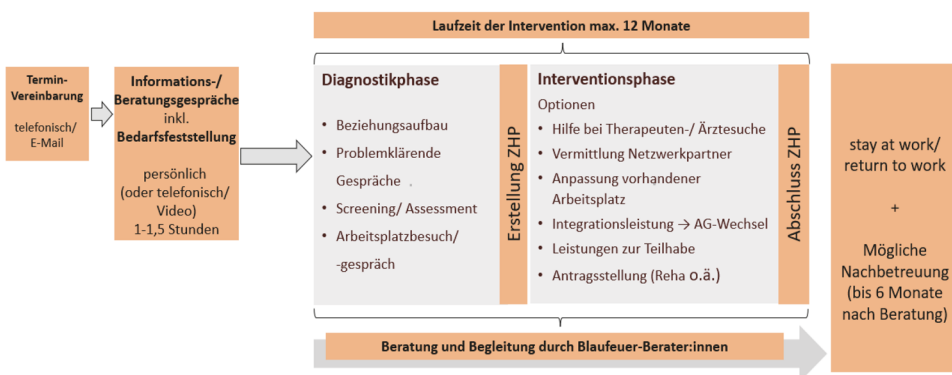 Laufzeit der Intervention max. 12 Monate
Termin-
Vereinbarung
telefonisch/
E-Mail
Informations-/
Beratungsgespräche
inkl.
Bedarfsfeststellung
persönlich
(oder telefonisch/
Video)
1-1,5 Stunden
Diagnostikphase
• Beziehungsaufbau
• Problemklärende
Gespräche .
• Screening/ Assessment
• Arbeitsplatzbesuch/
-gespräch
Erstellung ZHP
Interventionsphase
Optionen
• Hilfe bei Therapeuten-/ Ärztesuche
• Vermittlung Netzwerkpartner
• Anpassung vorhandener
Arbeitsplatz
• Integrationsleistung → AG-Wechsel
• Leistungen zur Teilhabe
• Antragsstellung (Reha o.ä.)
Abschluss ZHP
stay at work/
return to work
+
Mögliche
Nachbetreuung
(bis 6 Monate
nach Beratung)
Beratung und Begleitung durch Blaufeuer-Berater:innen